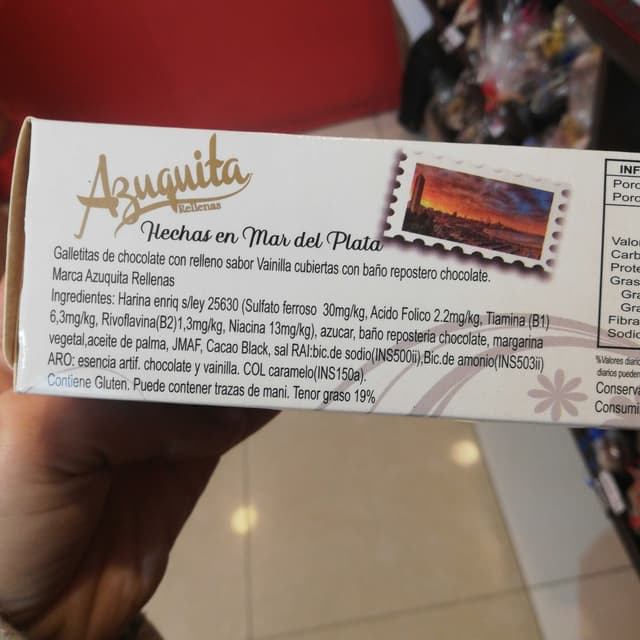 Azuquita
Rellenas
Hechas en Mar del Plata
Galletitas de chocolate con relleno sabor Vainilla cubiertas con baño repostero chocolate.
Marca Azuquita Rellenas
Ingredientes: Harina enriq s/ley 25630 (Sulfato ferroso 30mg/kg, Acido Folico 2.2mg/kg, Tiamina (B1)
6,3mg/kg, Rivoflavina(B2)1,3mg/kg, Niacina 13mg/kg), azucar, baño reposteria chocolate, margarina
vegetal,aceite de palma, JMAF, Cacao Black, sal RAI:bic.de sodio(INS500ii),Bic.de amonio(INS503ii)
ARO: esencia artif. chocolate y vainilla. COL caramelo(INS150a).
Contiene Gluten. Puede contener trazas de mani. Tenor graso 19%
INF
Porc
Porc
Valo
Carb
Prote
Gras
Gra
Gra
Fibra
Sodio
%Valores diario
diarios pueden
Conserva
Consumi